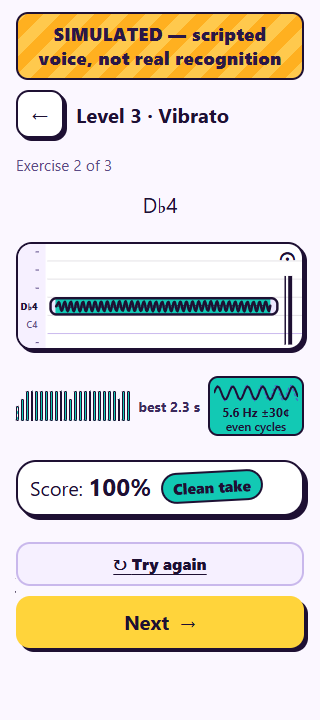 SIMULATED — scripted
voice, not real recognition
← Level 3 · Vibrato
Exercise 2 of 3
D♭4
D♭4
C4
best 2.3 s
5.6 Hz ±30¢
even cycles
Score: 100% Clean take
↻ Try again
Next →